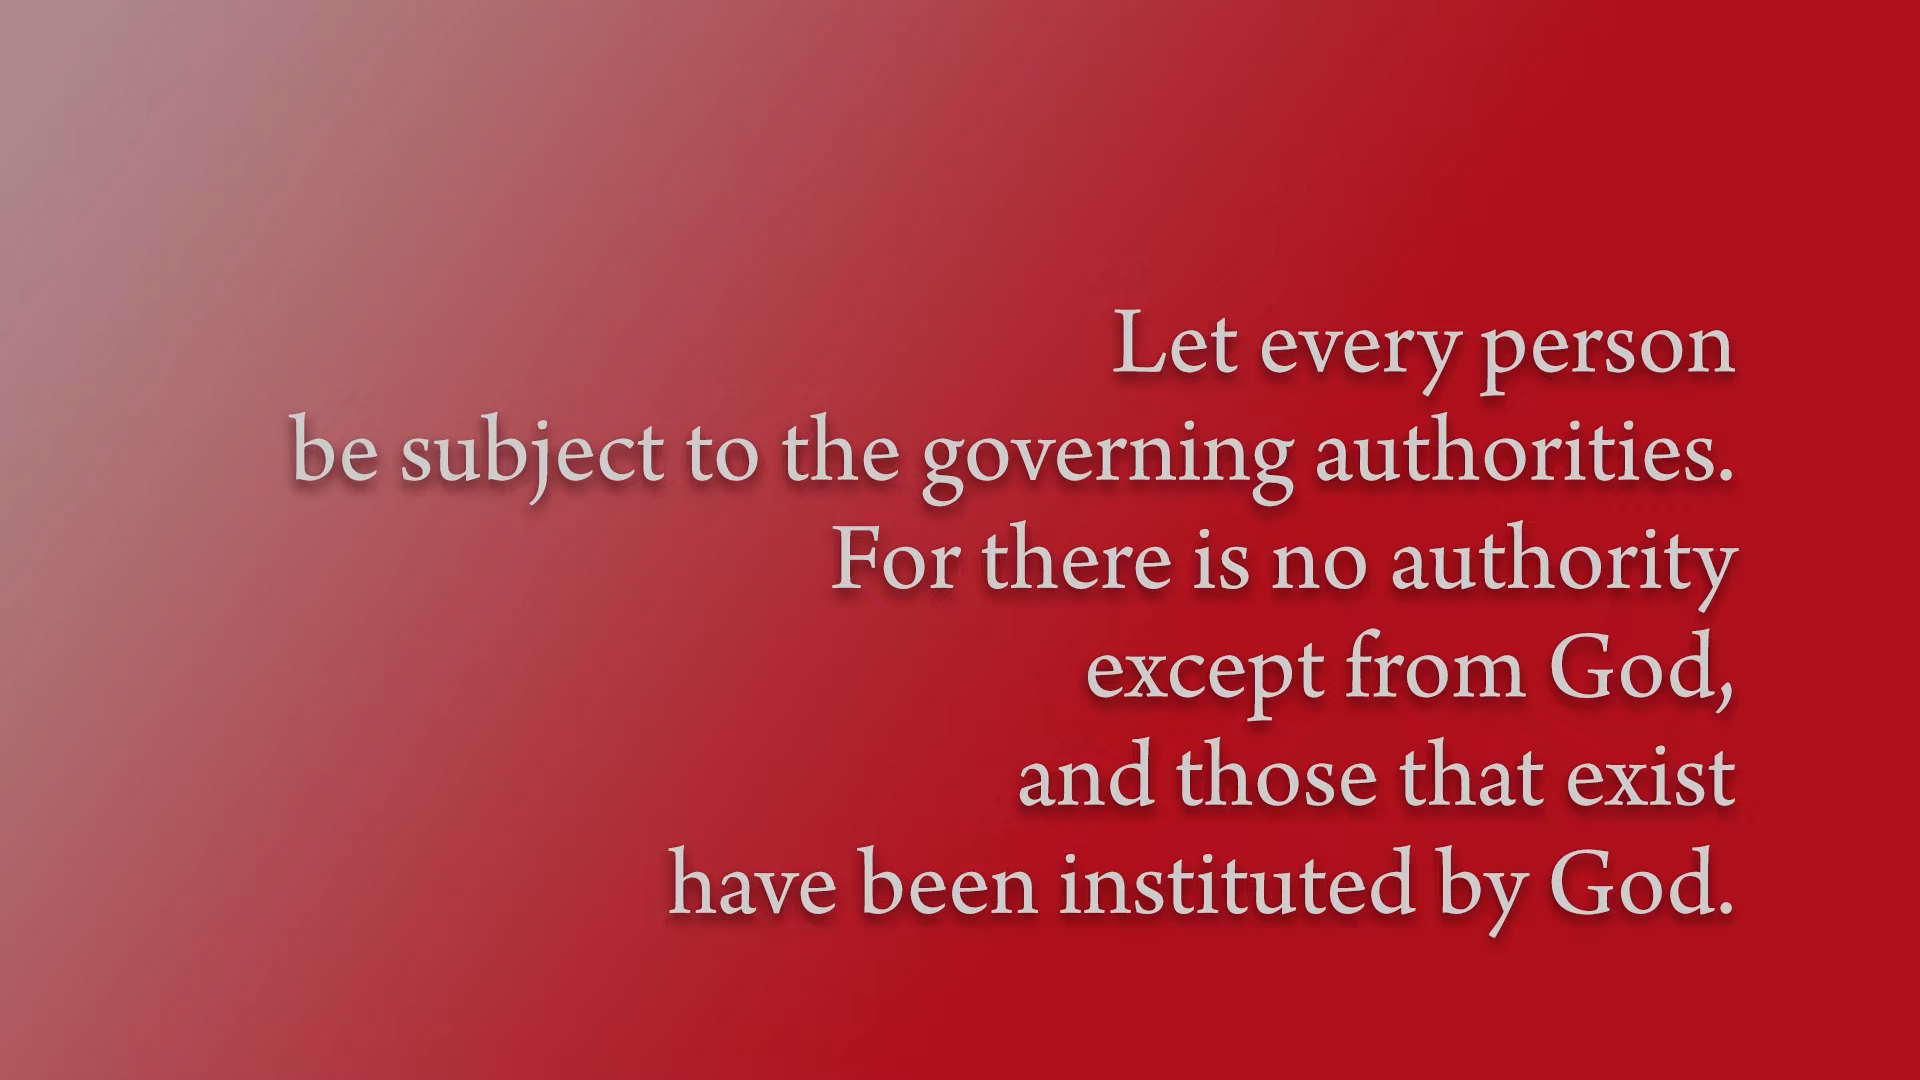 Let every person
be subject to the governing authorities.
For there is no authority
except from God,
and those that exist
have been instituted by God.